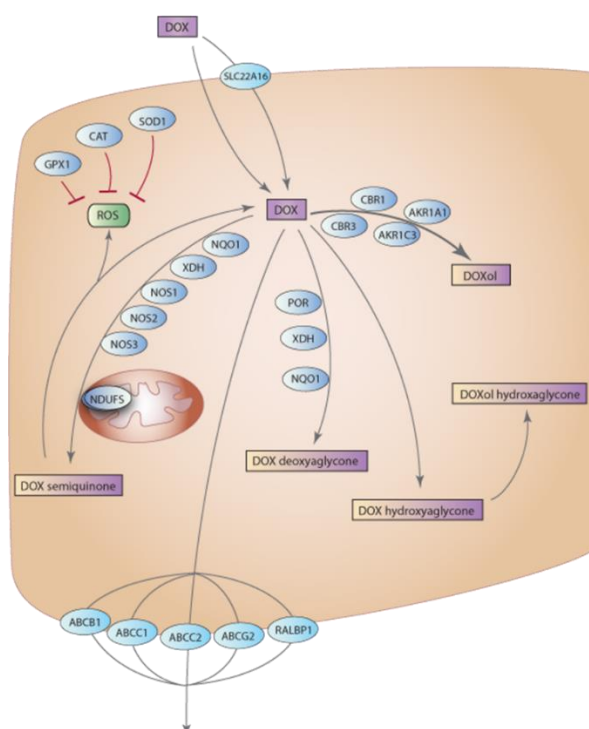 DOX
SLC22A16
SOD1
CAT
GPX1
ROS
DOX
CBR1
AKR1A1
CBR3
AKR1C3
DOXol
NQO1
XDH
NOS1
NOS2
NOS3
NDUFS
POR
XDH
NQO1
DOXol hydroxaglycone
DOX deoxyaglycone
DOX semiquinone
DOX hydroxyaglycone
ABCB1
ABCC1
ABCC2
ABCG2
RALBP1